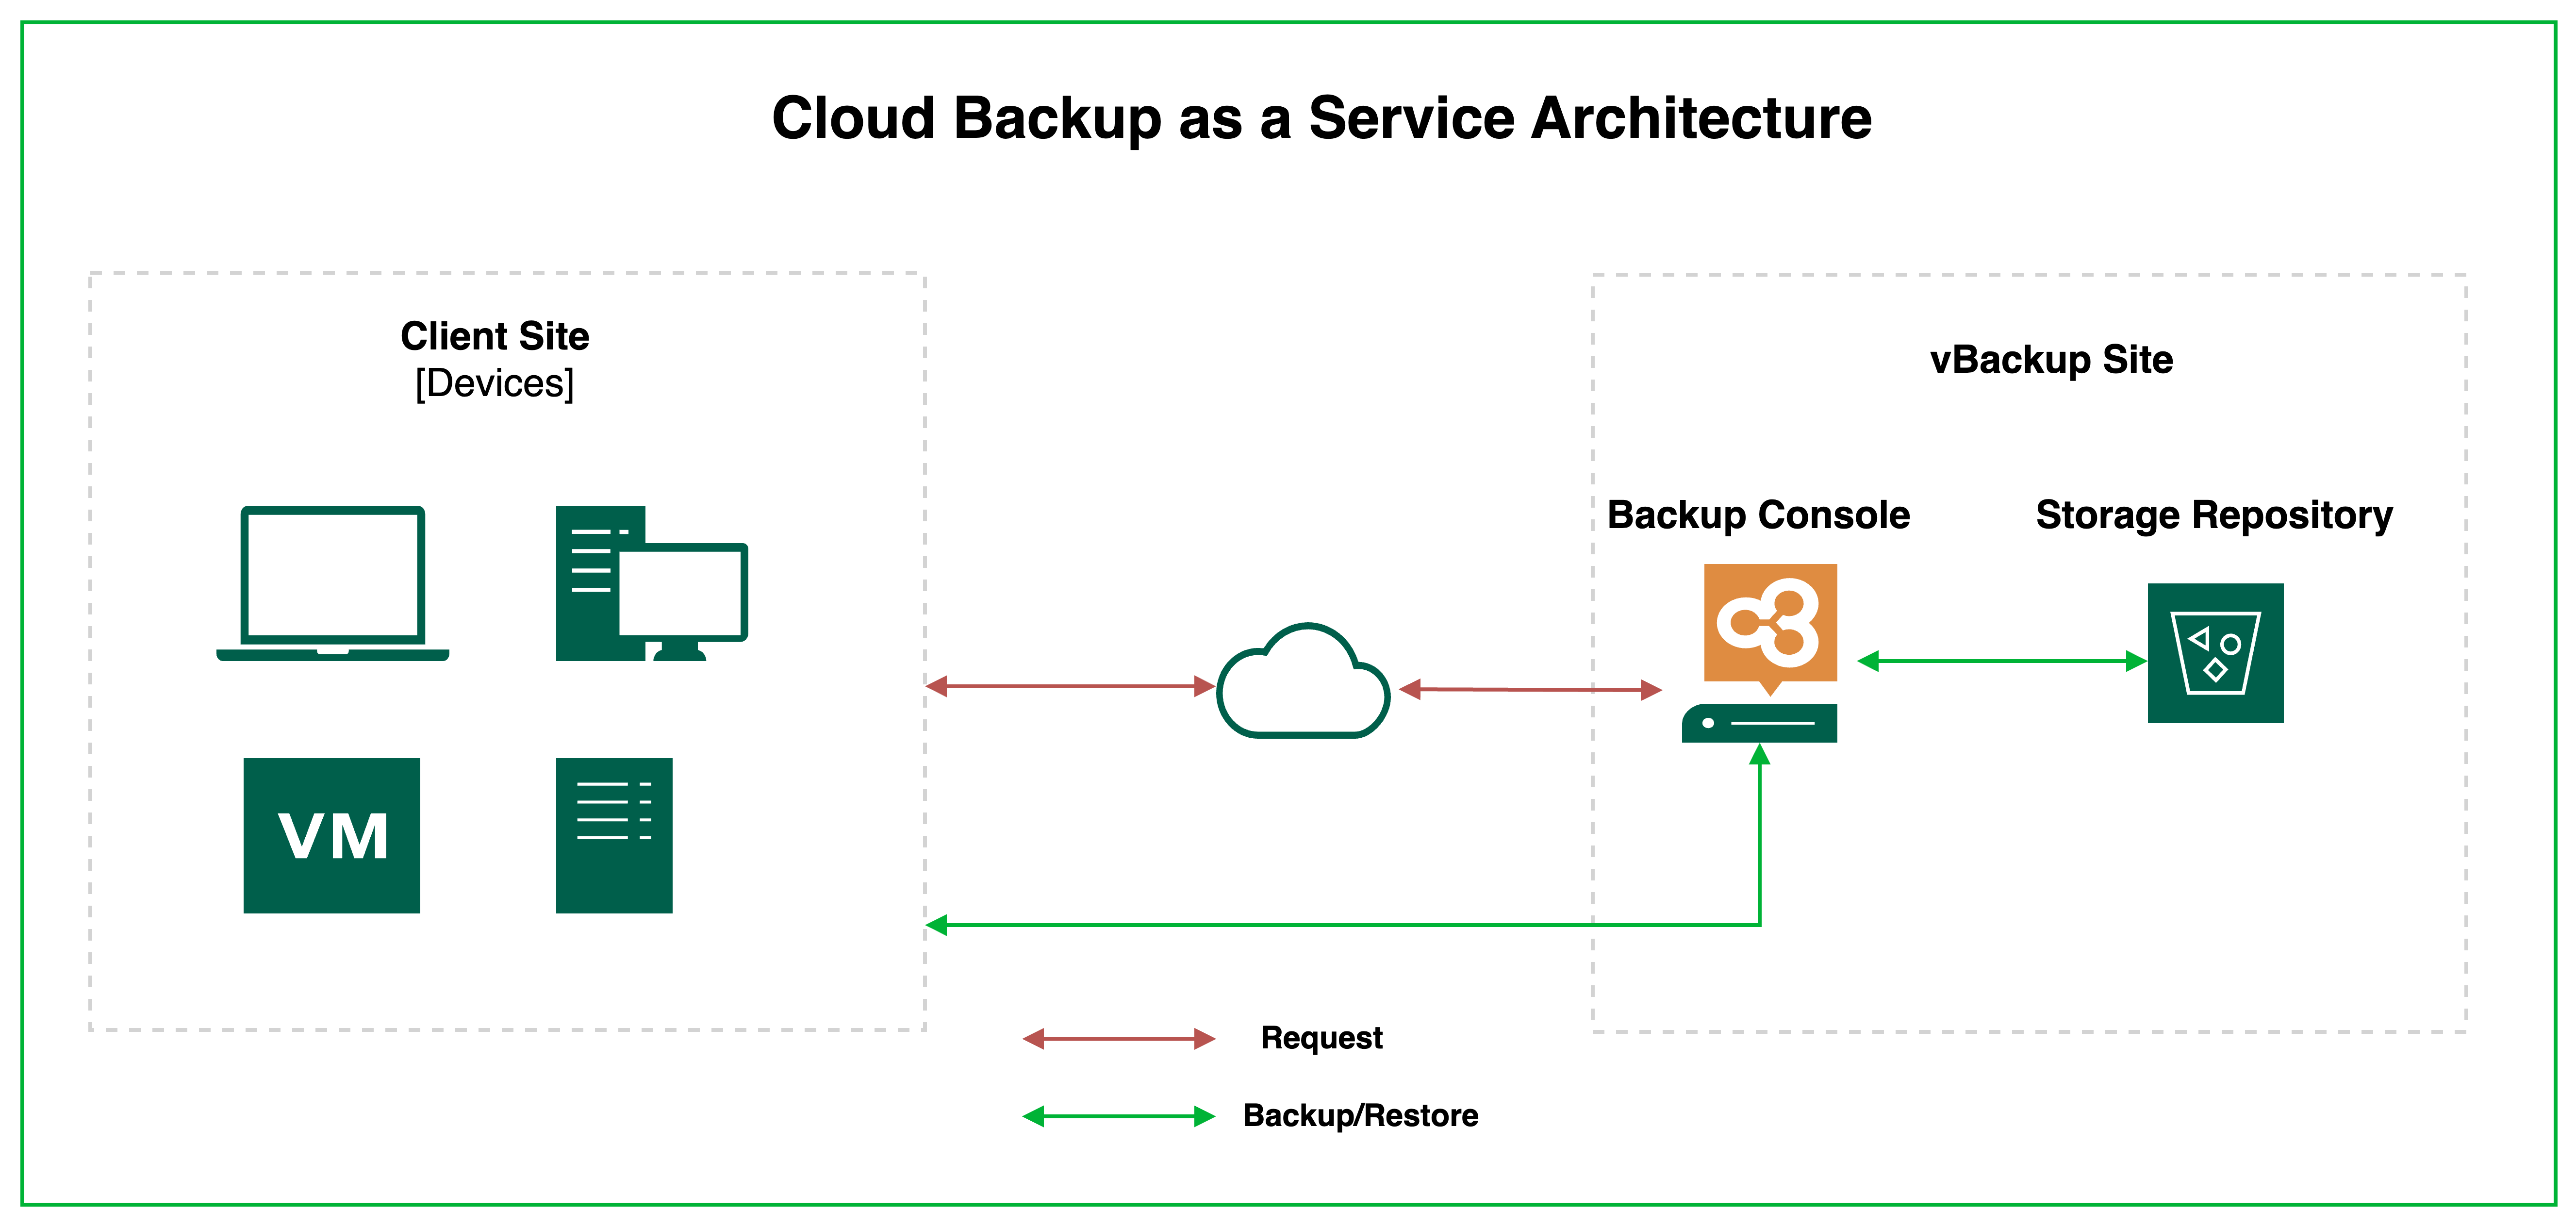 Cloud Backup as a Service Architecture
Client Site
[Devices]
VM
vBackup Site
Backup Console
Storage Repository
Request
Backup/Restore